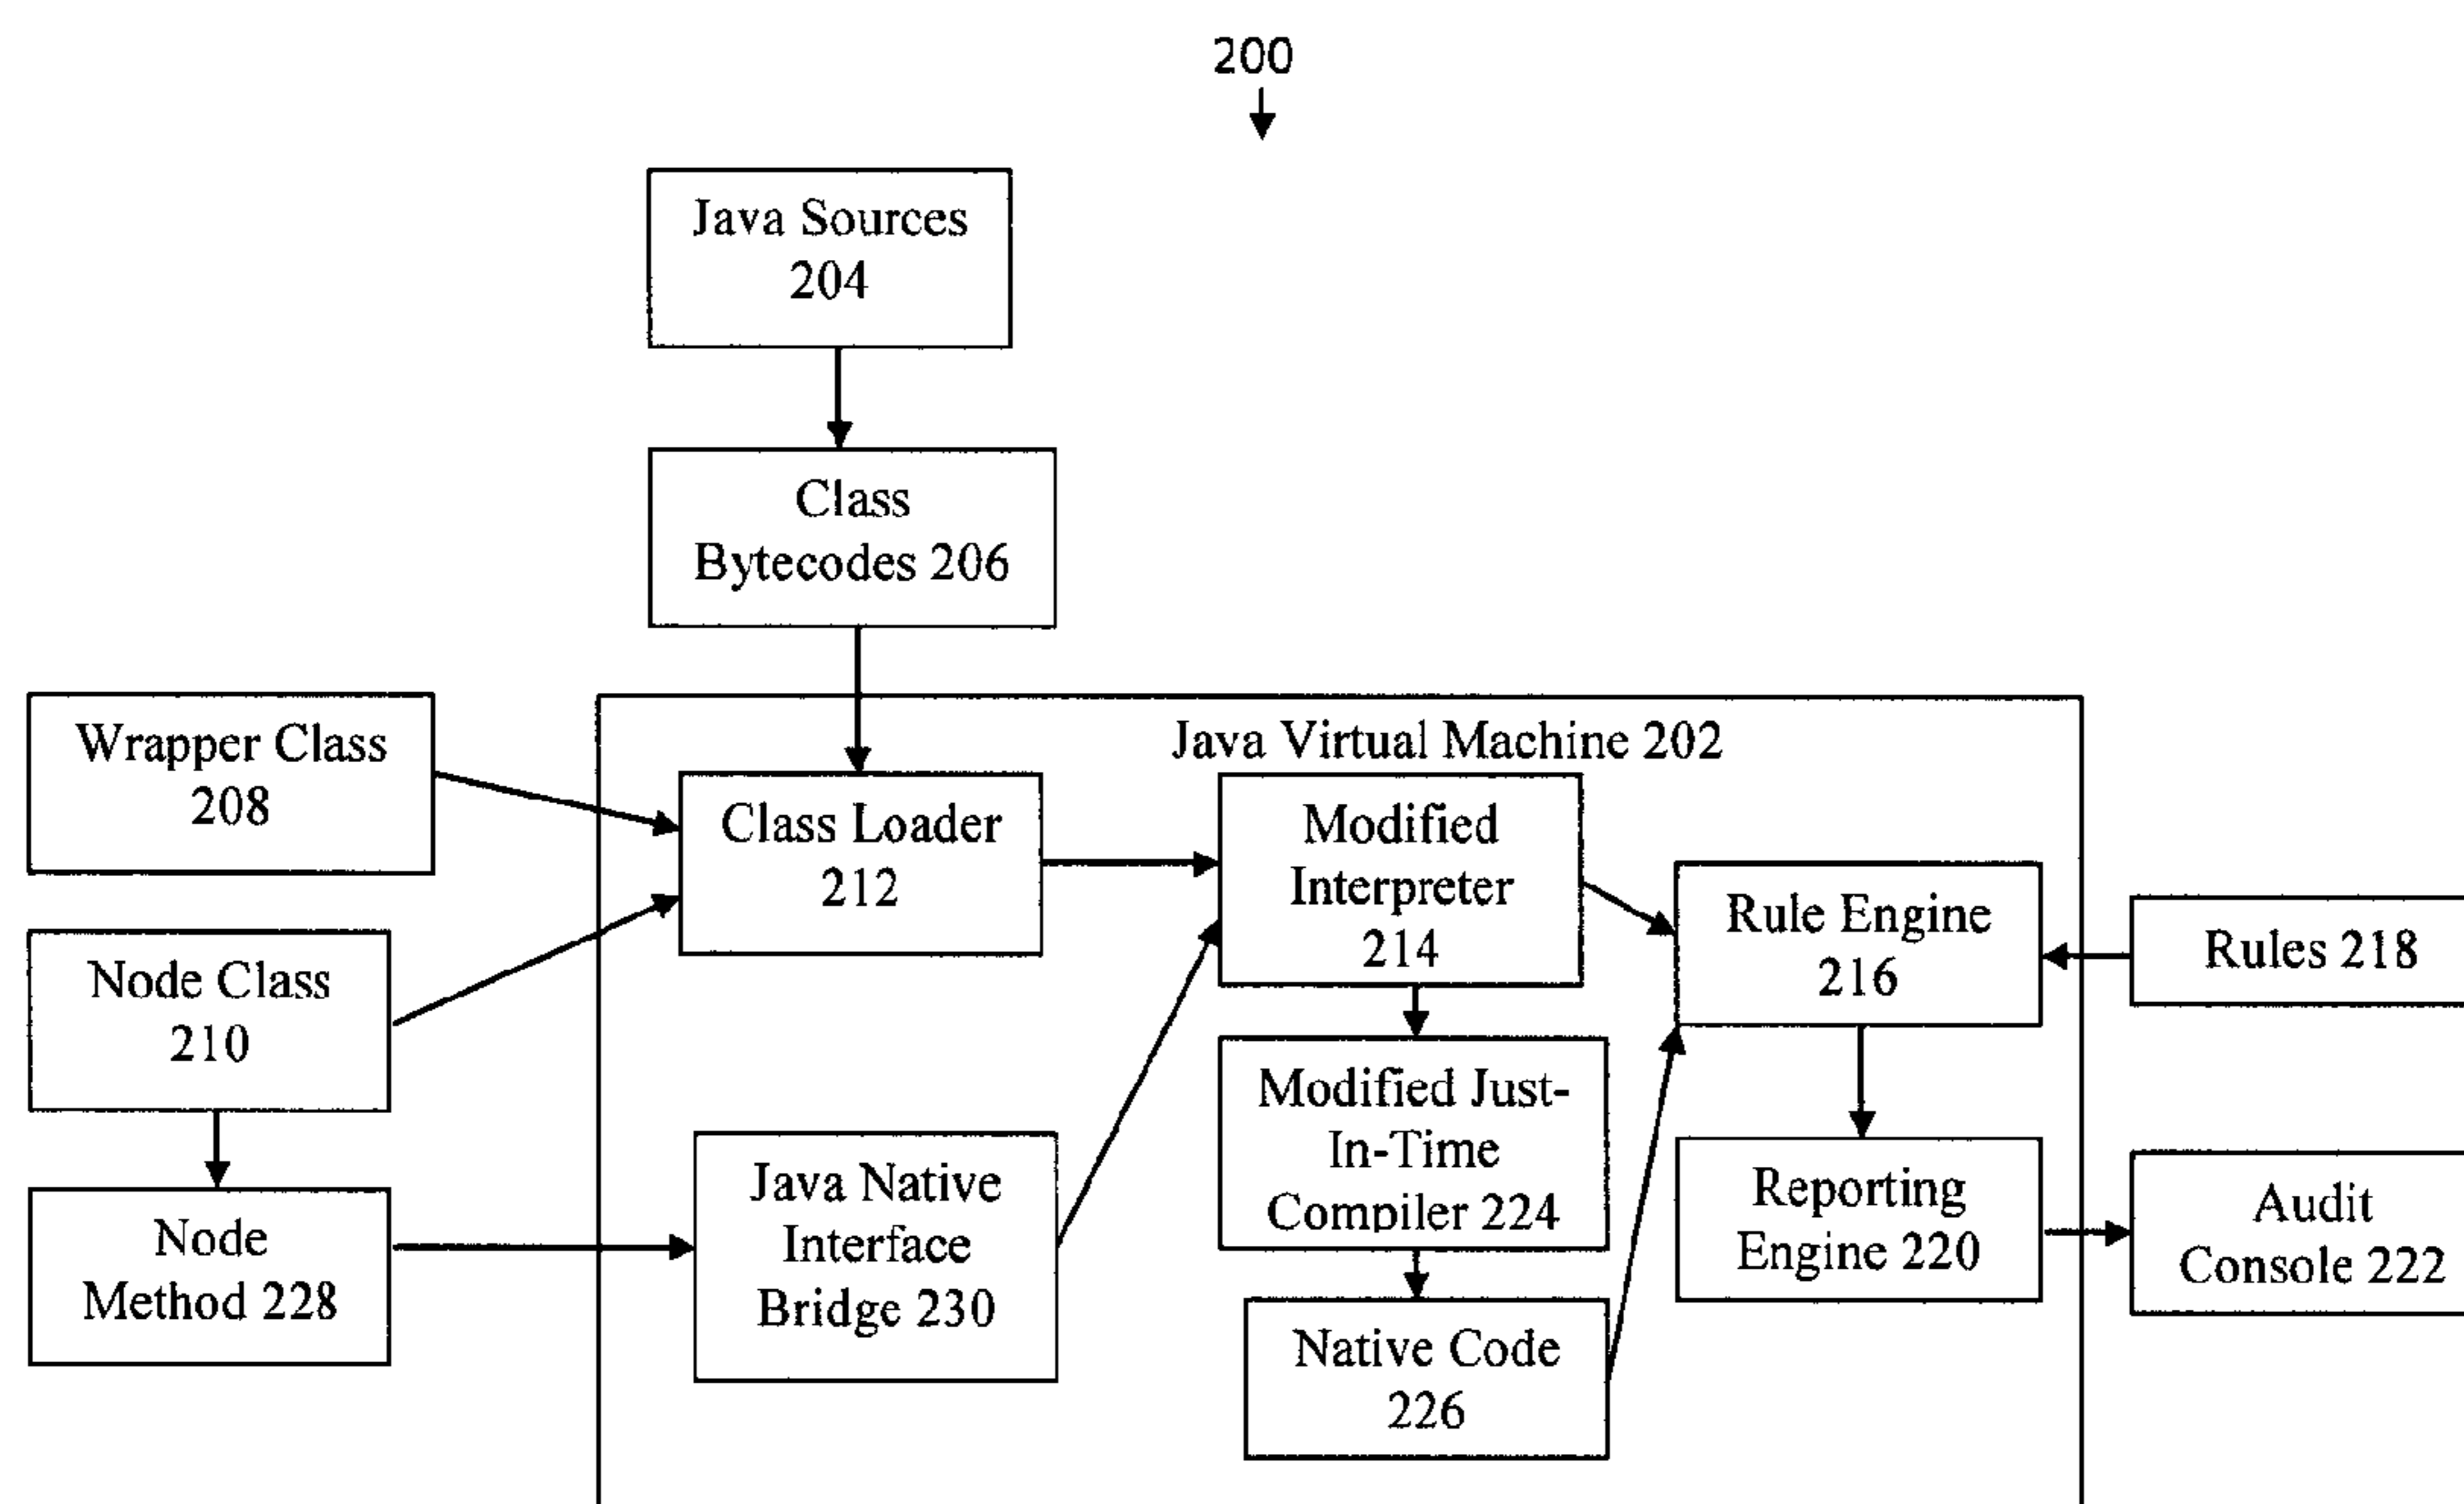 200
Java Sources
204
Class
Bytecodes 206
Wrapper Class
208
Java Virtual Machine 202
Class Loader
212
Modified
Interpreter
214
Rule Engine
216
Rules 218
Node Class
210
Modified Just-
In-Time
Compiler 224
Java Native
Interface
Bridge 230
Reporting
Engine 220
Audit
Console 222
Node
Method 228
Native Code
226